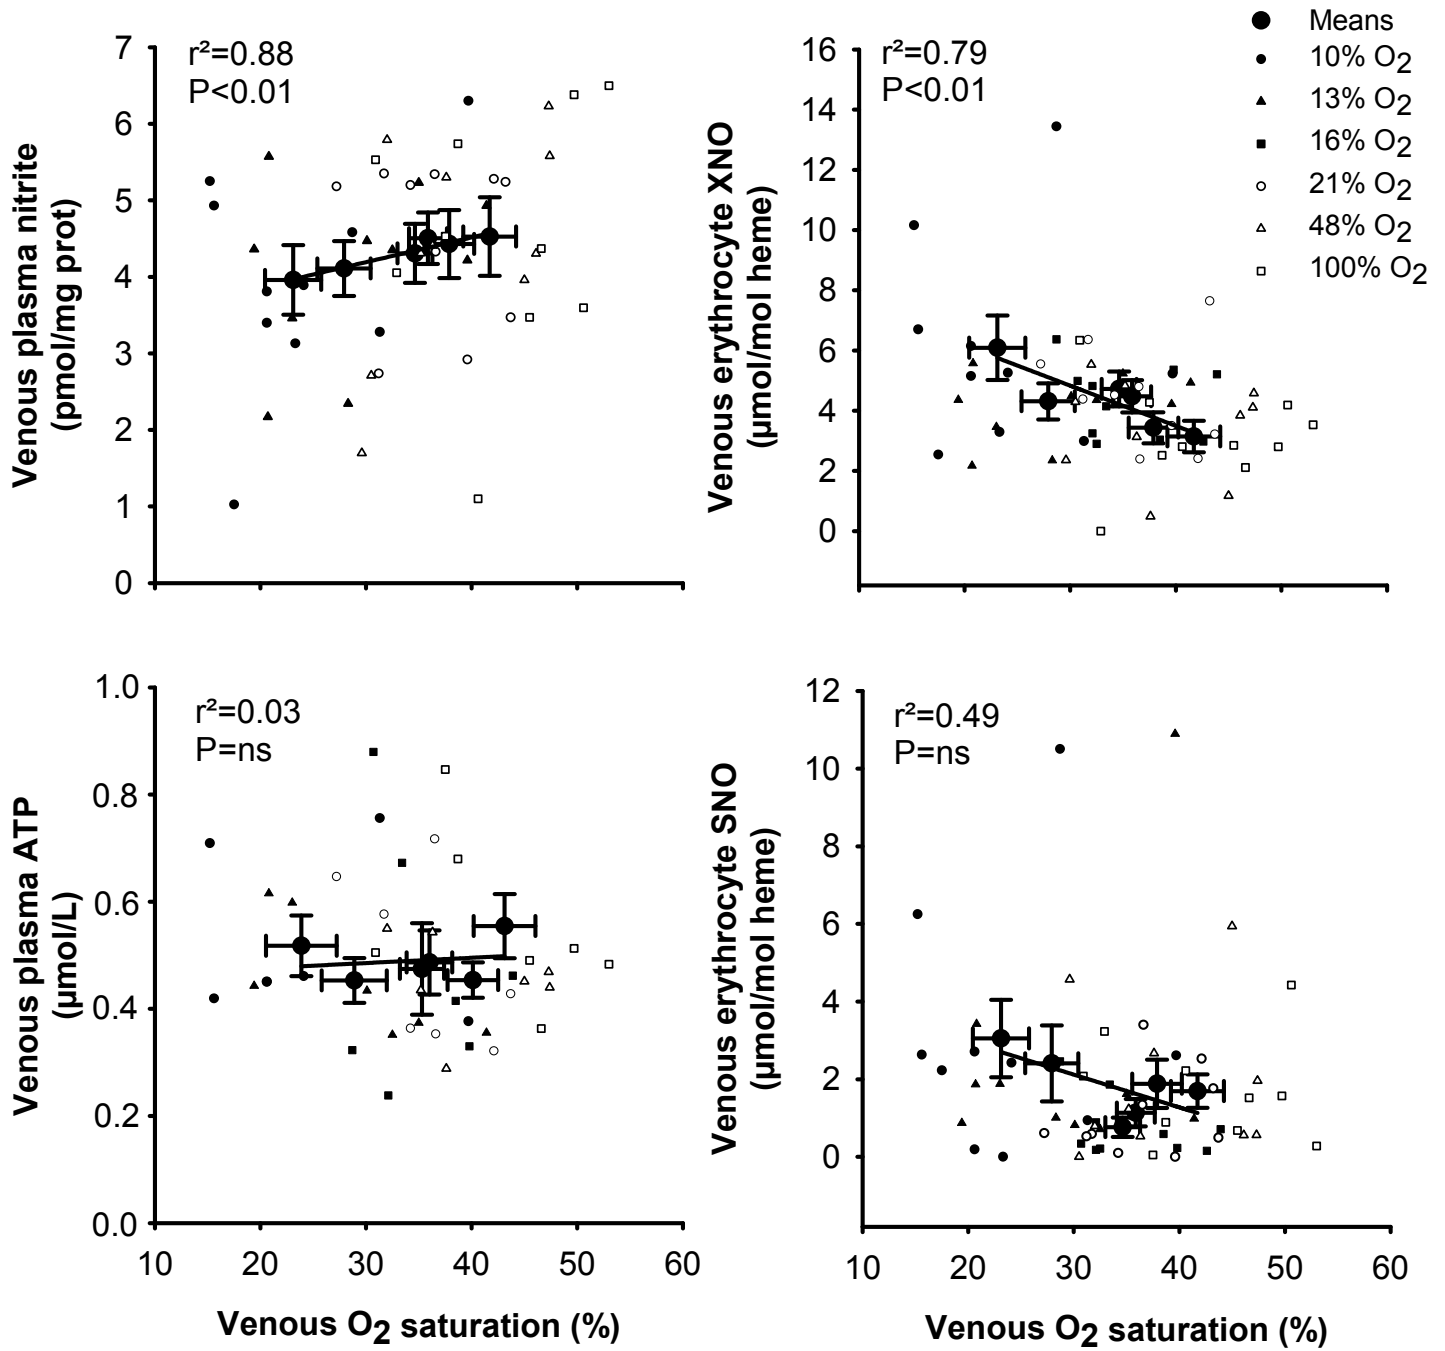 r²=0.88
P<0.01
7
6
5
4
3
2
1
0
Venous plasma nitrite
(pmol/mg prot)
r²=0.79
P<0.01
16
14
12
10
8
6
4
2
0
Venous erythrocyte XNO
(µmol/mol heme)
Means
10% O2
13% O2
16% O2
21% O2
48% O2
100% O2
r²=0.03
P=ns
1.0
0.8
0.6
0.4
0.2
0.0
Venous plasma ATP
(µmol/L)
10 20 30 40 50 60
Venous O2 saturation (%)
r²=0.49
P=ns
12
10
8
6
4
2
0
Venous erythrocyte SNO
(µmol/mol heme)
10 20 30 40 50 60
Venous O2 saturation (%)